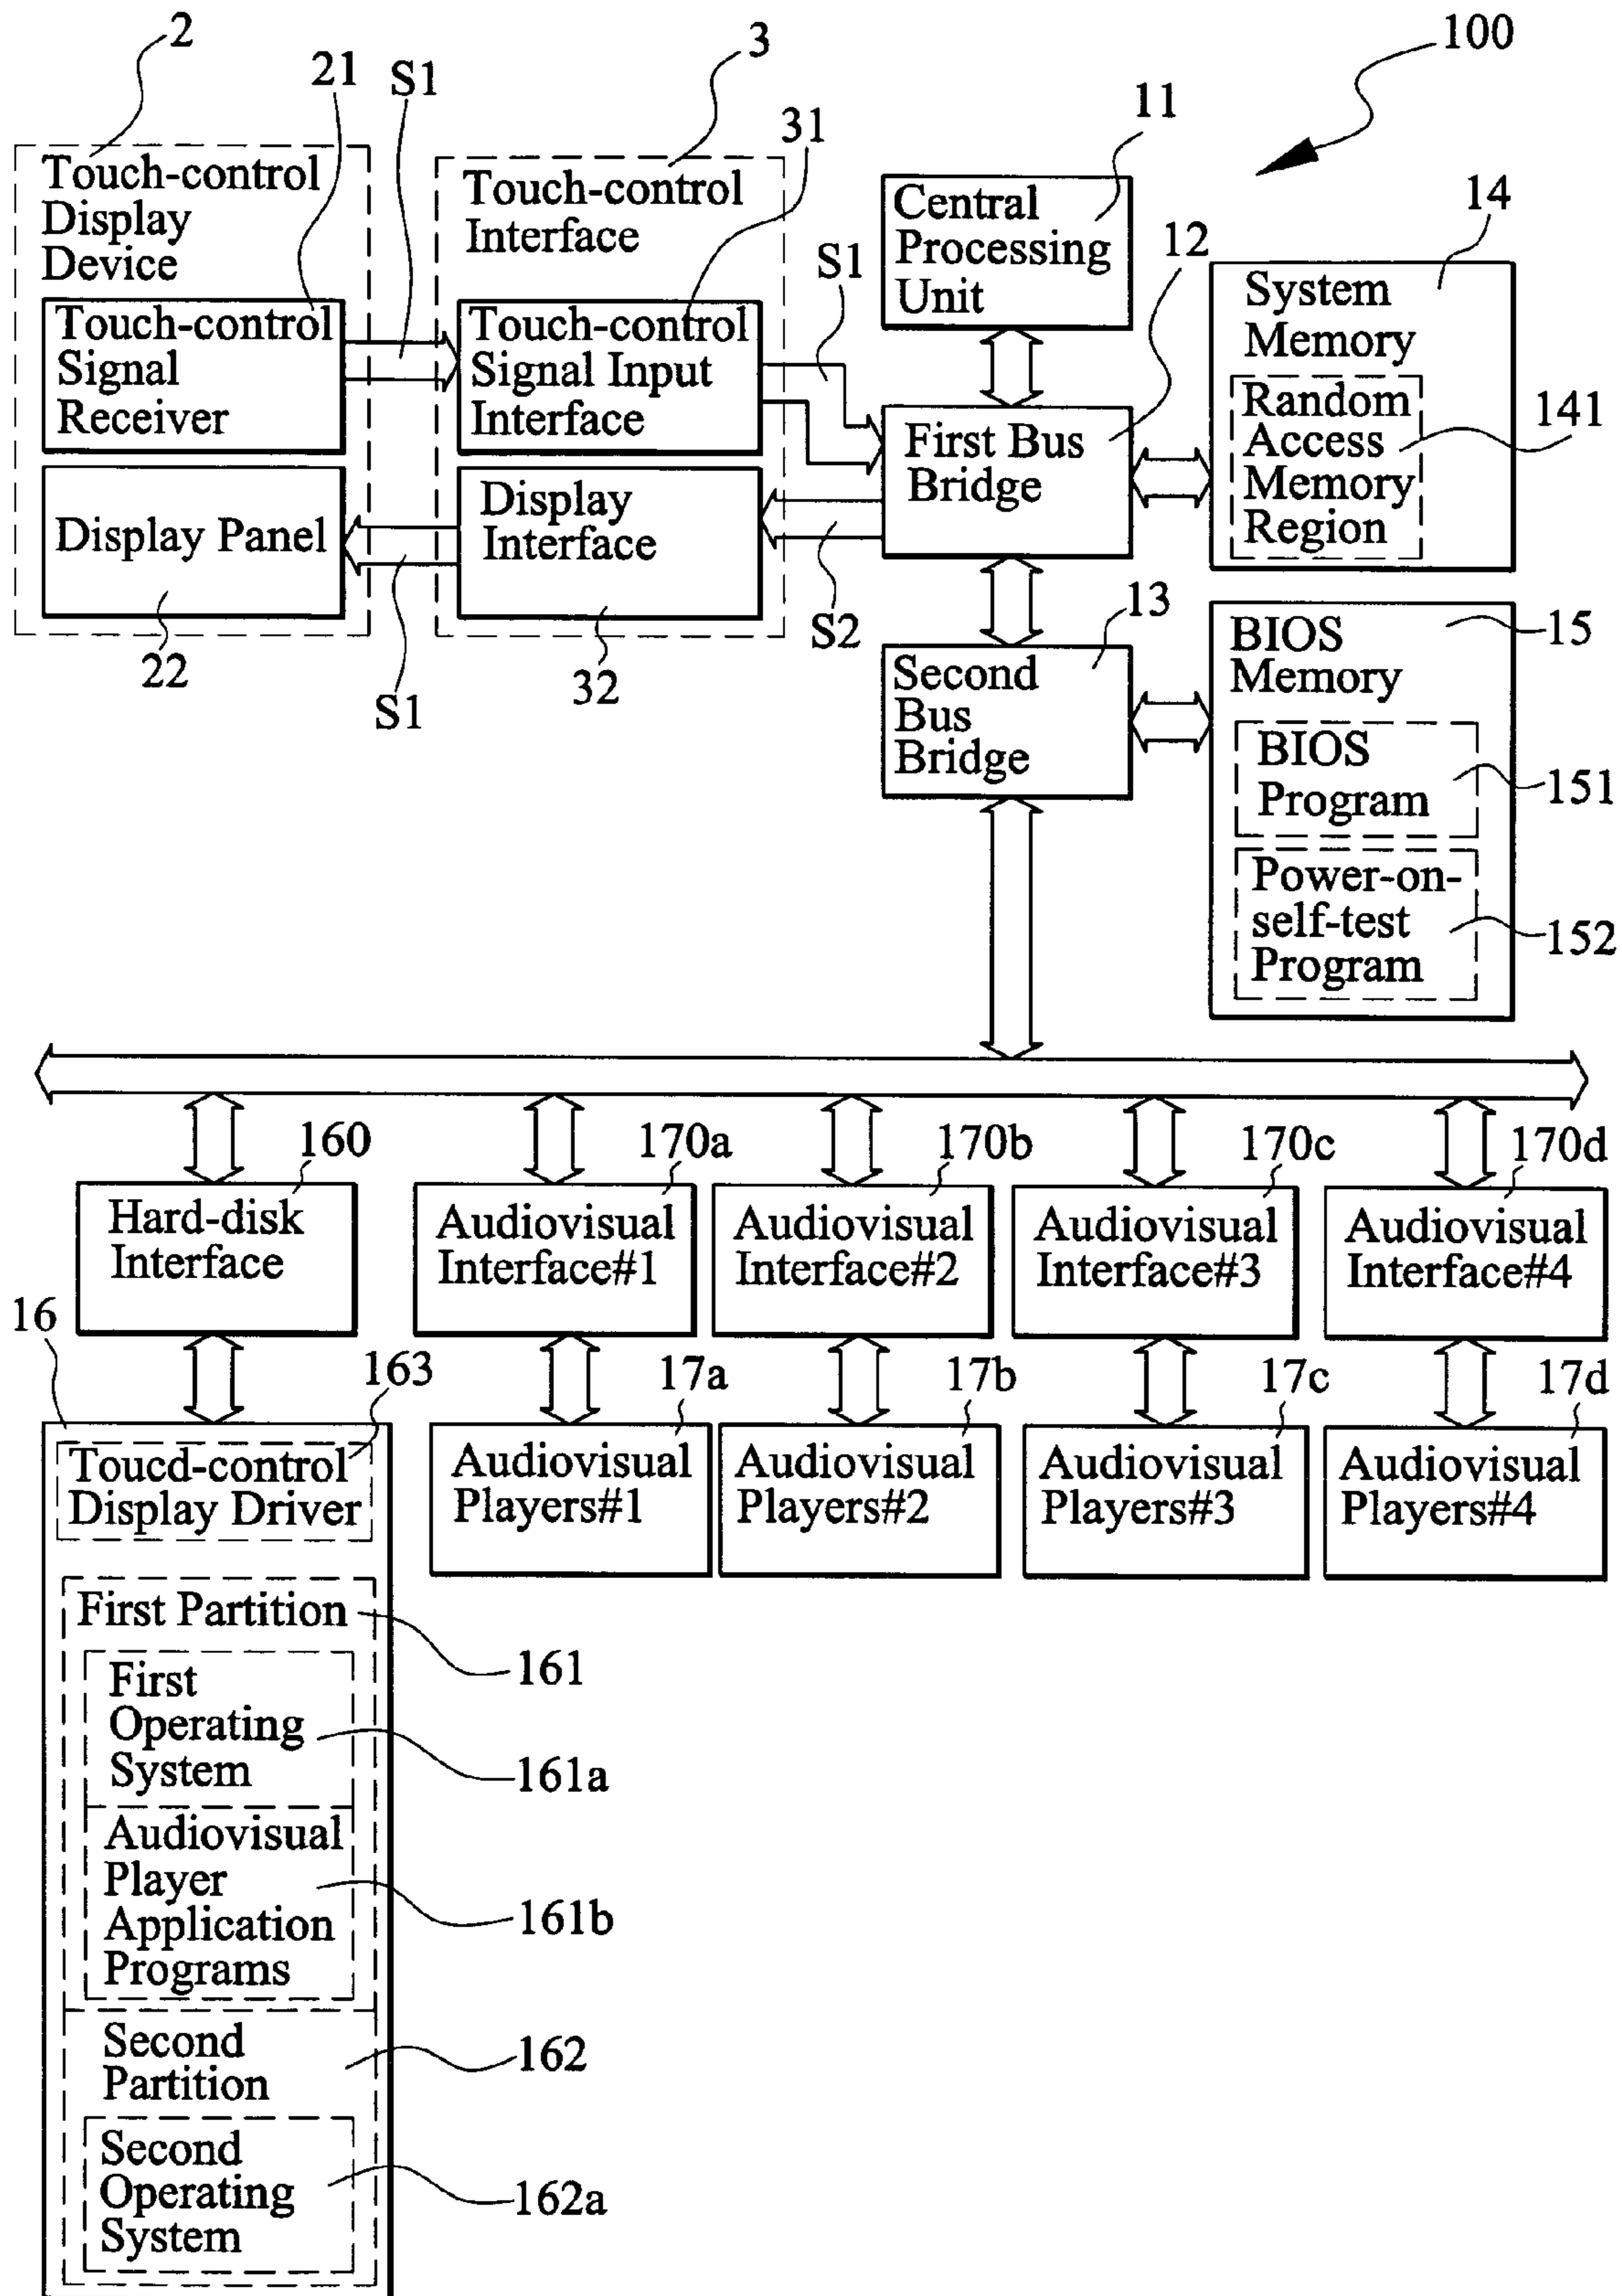 2
21
S1
3
31
11
100
Touch-control
Display
Device
Touch-control
Interface
Central
Processing
Unit
S1
12
14
System
Memory
Touch-control
Signal
Receiver
Touch-control
Signal Input
Interface
First Bus
Bridge
Random
Access
Memory
Region
141
Display Panel
Display
Interface
22
S1
32
S2
13
Second
Bus
Bridge
BIOS
Memory
15
BIOS
Program
151
Power-on-
self-test
Program
152
160
170a
170b
170c
170d
Hard-disk
Interface
Audiovisual
Interface#1
Audiovisual
Interface#2
Audiovisual
Interface#3
Audiovisual
Interface#4
16
163
17a
17b
17c
17d
Toucd-control
Display Driver
Audiovisual
Players#1
Audiovisual
Players#2
Audiovisual
Players#3
Audiovisual
Players#4
First Partition
161
First
Operating
System
161a
Audiovisual
Player
Application
Programs
161b
Second
Partition
162
Second
Operating
System
162a